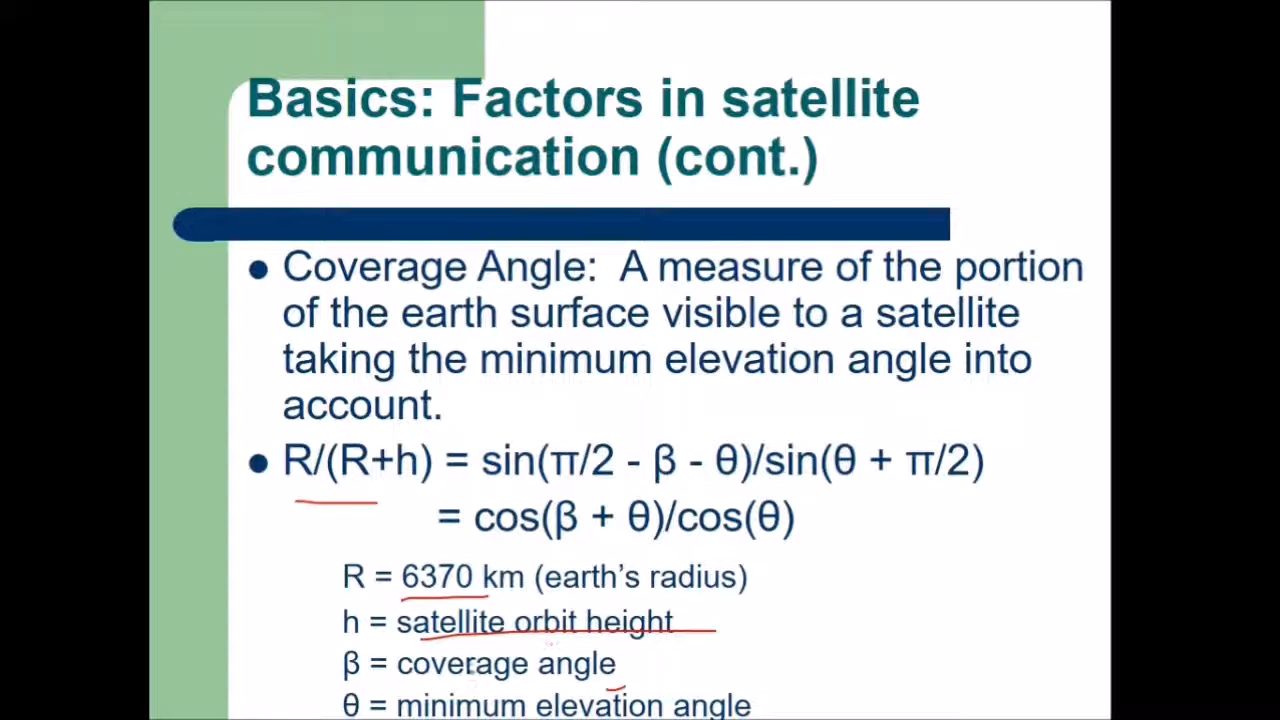 Basics: Factors in satellite
communication (cont.)
Coverage Angle: A measure of the portion
of the earth surface visible to a satellite
taking the minimum elevation angle into
account.
R/(R+h) = sin(π/2 - β - θ)/sin(θ + π/2)
= cos(β + θ)/cos(θ)
R = 6370 km (earth’s radius)
h = satellite orbit height
β = coverage angle
θ = minimum elevation angle